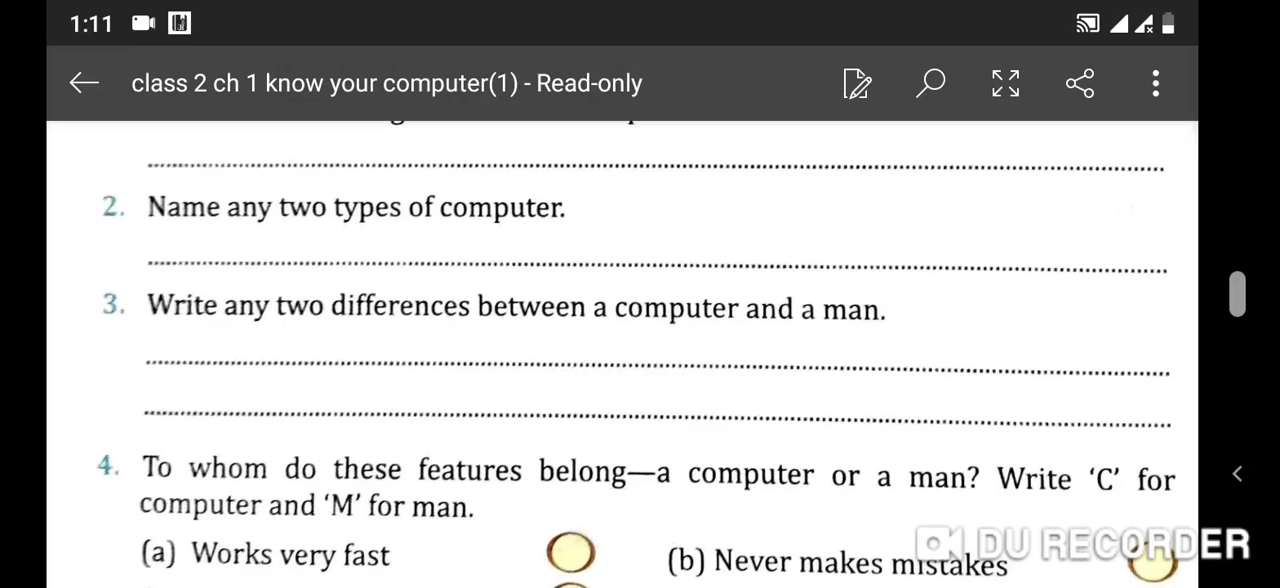 1:11
class 2 ch 1 know your computer(1) - Read-only
2. Name any two types of computer.
3. Write any two differences between a computer and a man.
4. To whom do these features belong—a computer or a man? Write ‘C’ for
computer and ‘M’ for man.
(a) Works very fast
(b) Never makes mistakes
DU RECORDER